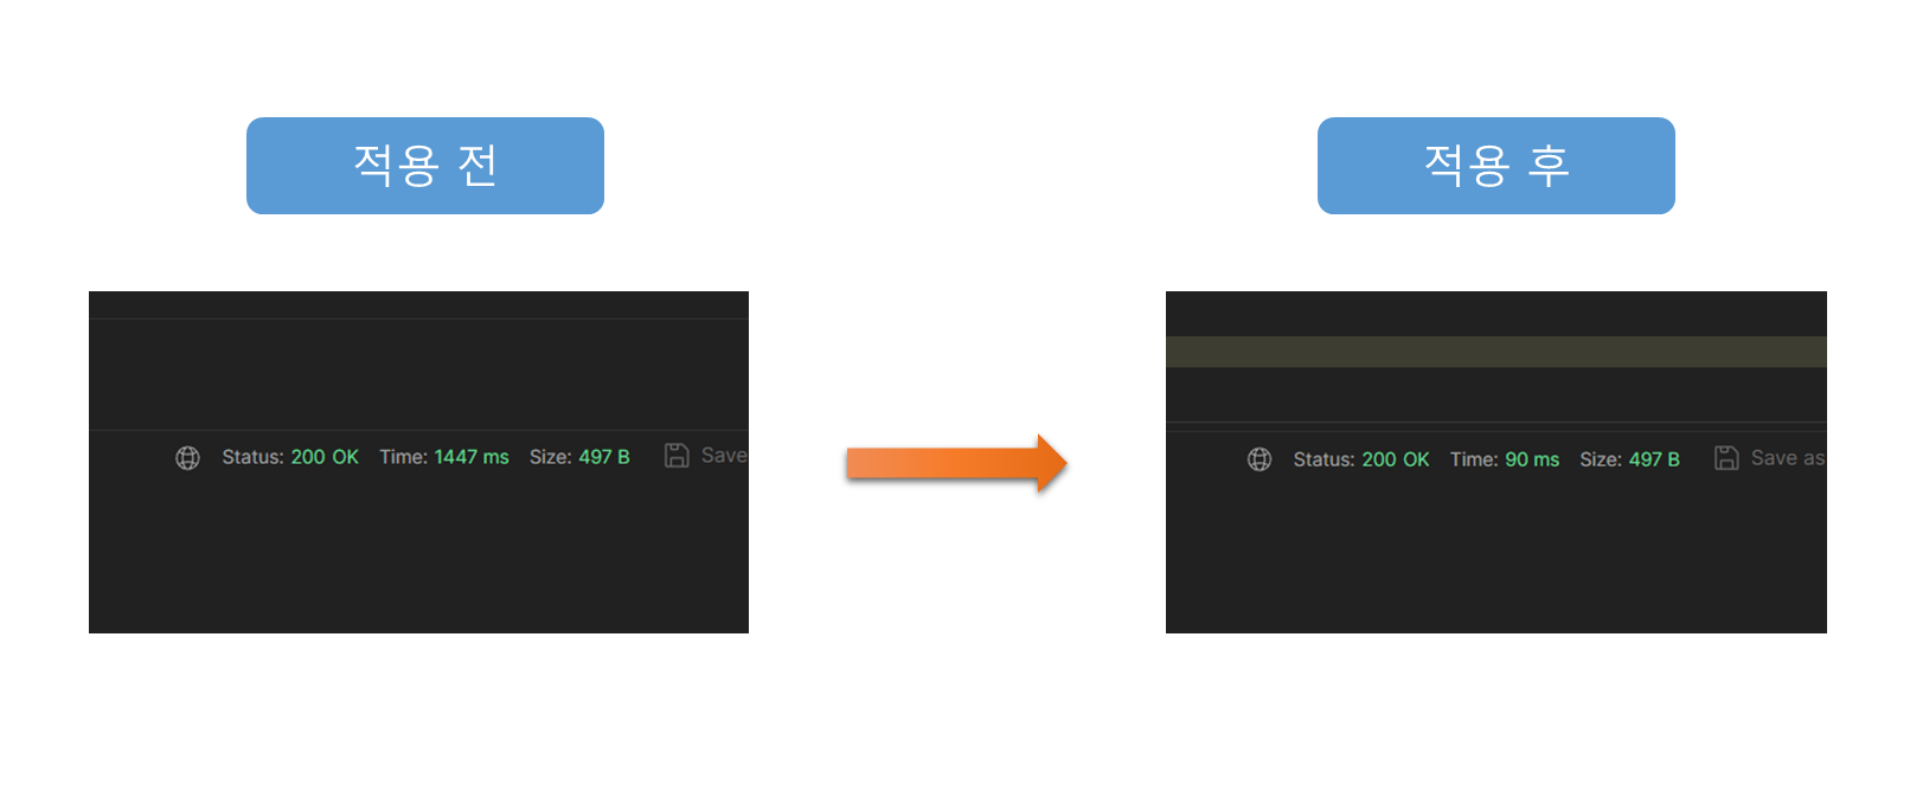 적용 전
적용 후
Status: 200 OK Time: 1447 ms Size: 497 B Save
Status: 200 OK Time: 90 ms Size: 497 B Save as